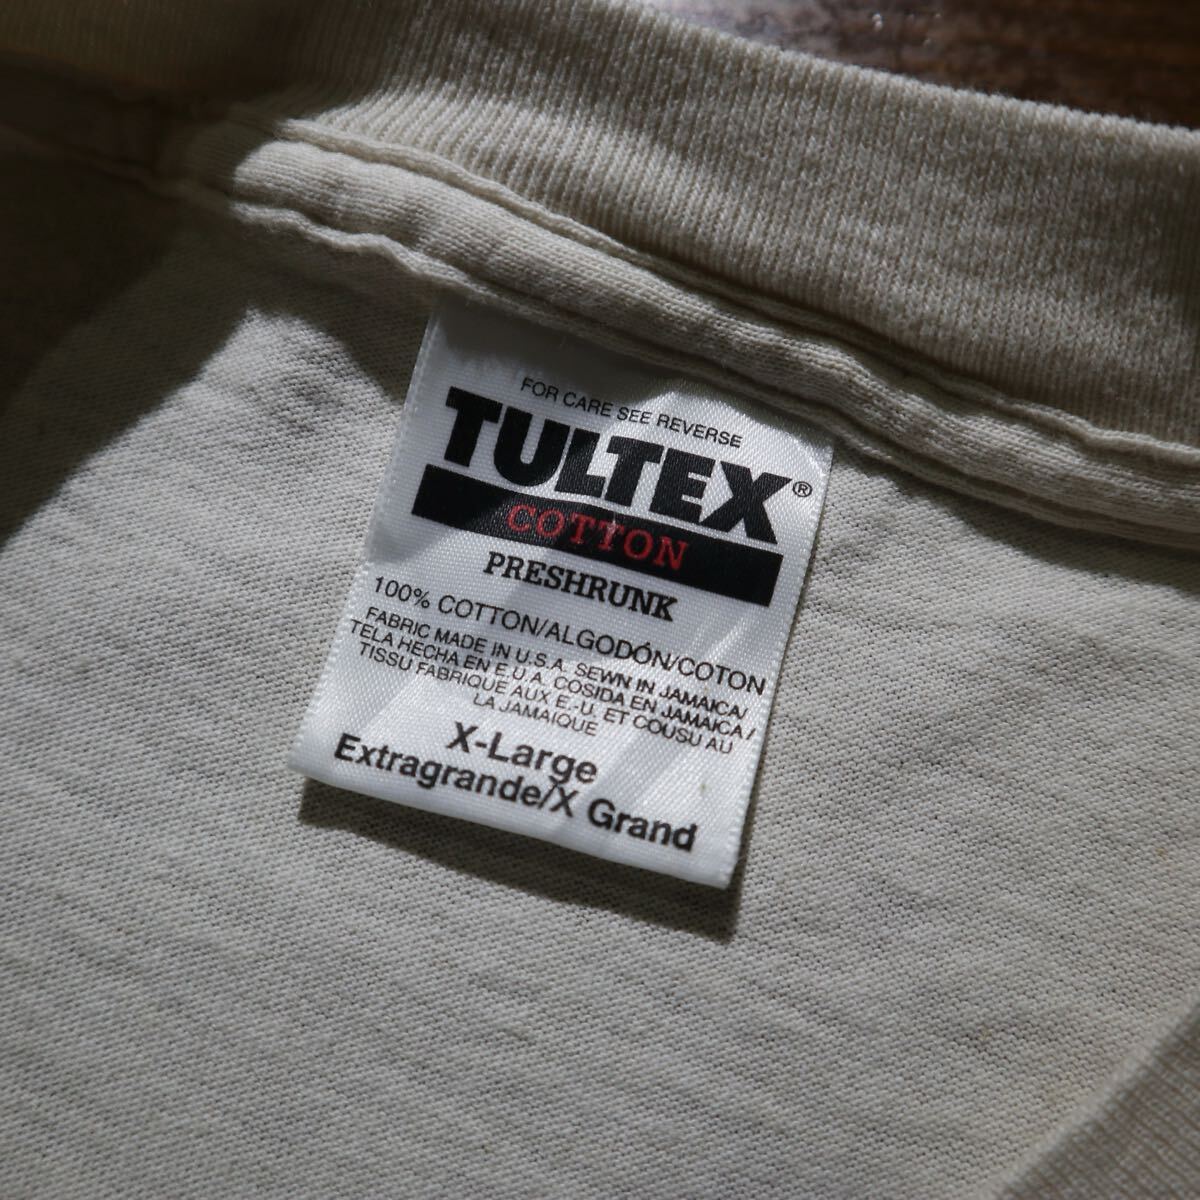 FOR CARE SEE REVERSE
TULTEX®
COTTON
PRESHRUNK
100% COTTON/ALGODÓN/COTON
FABRIC MADE IN U.S.A. SEWN IN JAMAICA/
TELA HECHA EN E.U.A. COSIDA EN JAMAICA/
TISSU FABRIQUE AUX E.-U. ET COUSU AU
LA JAMAIQUE
X-Large
Extragrande/X Grand